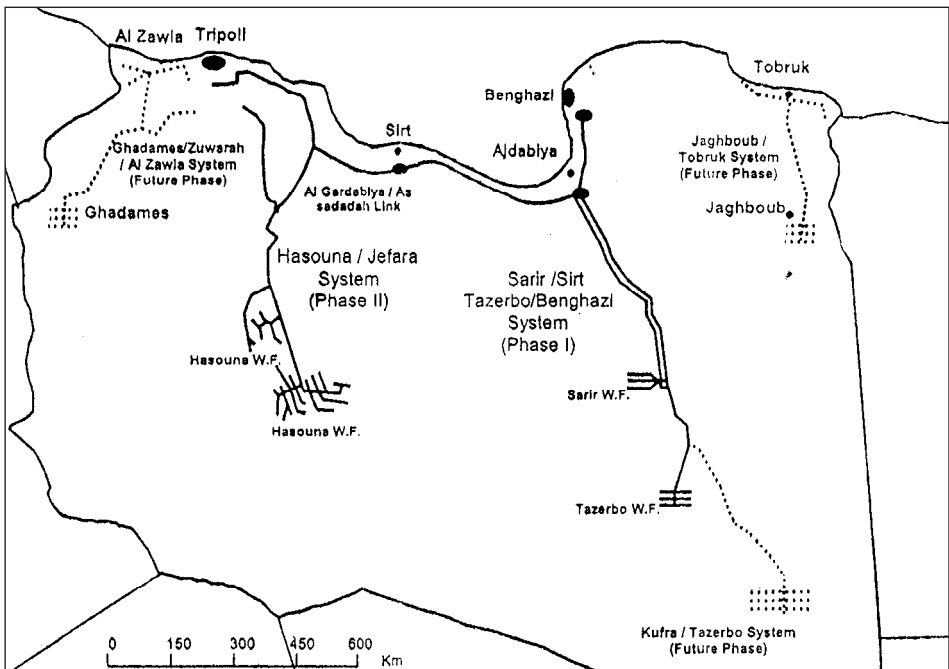 Al Zawia Tripoli
Tobruk
Benghazi
Sirt
Ajdabiya
Ghadames/Zuwarah
/ Al Zawia System
(Future Phase)
Jaghboub /
Tobruk System
(Future Phase)
Al Gardabiya / As
sadadah Link
Ghadames
Jaghboub
Hasouna / Jefara
System
(Phase II)
Sarir /Sirt
Tazerbo/Benghazi
System
(Phase I)
Hasouna W.F.
Sarir W.F.
Hasouna W.F.
Tazerbo W.F.
Kufra / Tazerbo System
(Future Phase)
0 150 300 450 600
Km